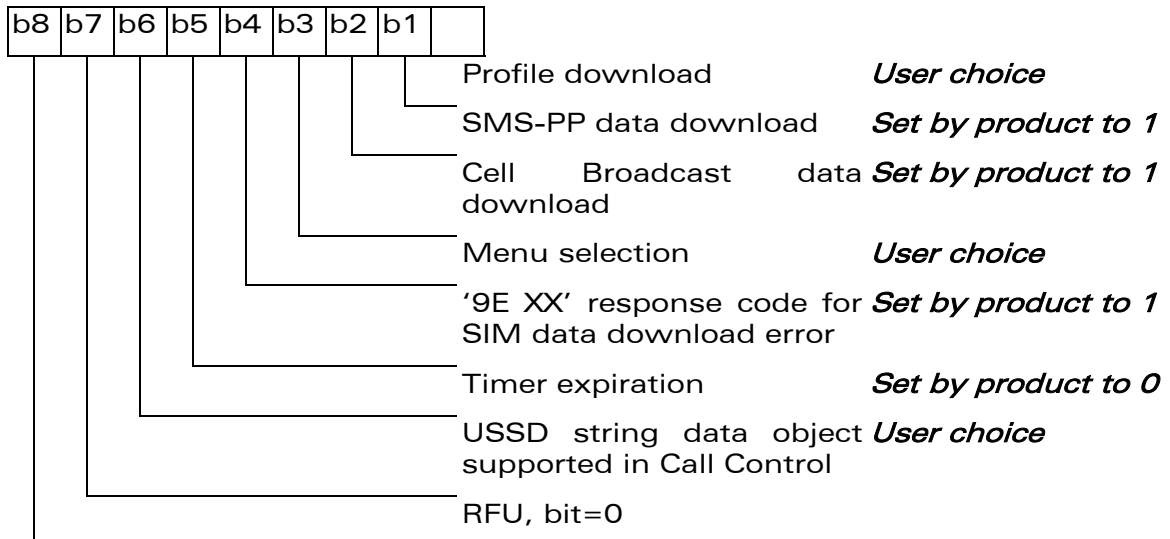 b8 b7 b6 b5 b4 b3 b2 b1
Profile download User choice
SMS-PP data download Set by product to 1
Cell Broadcast data Set by product to 1
download
Menu selection User choice
‘9E XX’ response code for Set by product to 1
SIM data download error
Timer expiration Set by product to 0
USSD string data object User choice
supported in Call Control
RFU, bit=0